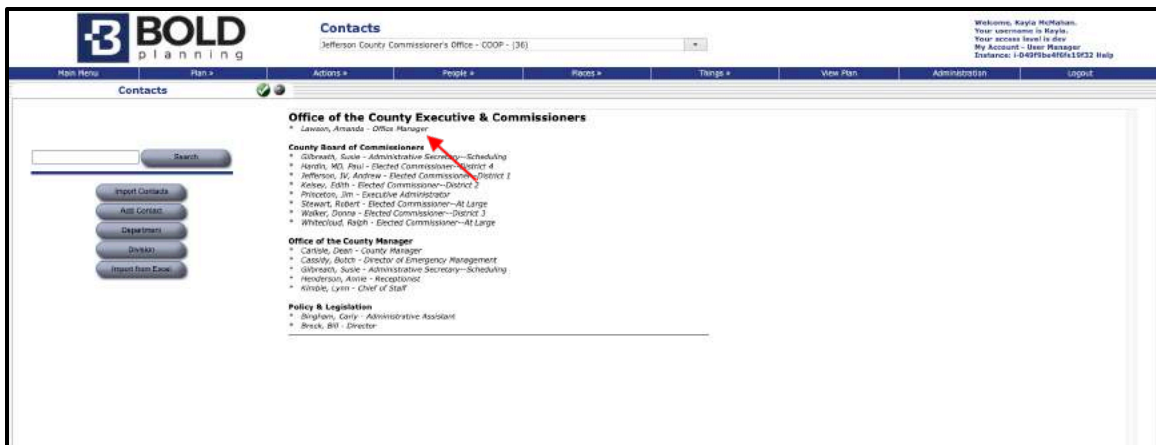 BOLD
planning
Contacts
Jefferson County Commissioner's Office - COOP - (36)
Welcome, Kayla McMahan.
Your username is Kayla.
Your access level is dev
My Account - User Manager
Instance: i-049f9be4f6fs19f32 Help
Main Menu
Plan »
Actions »
People »
Places »
Things »
View Plan
Administration
Logout
Contacts
Search
Import Contacts
Add Contact
Department
Division
Import from Excel
Office of the County Executive & Commissioners
* Lawson, Amanda - Office Manager
County Board of Commissioners
* Gilbreath, Susie - Administrative Secretary--Scheduling
* Hardin, MD, Paul - Elected Commissioner--District 4
* Jefferson, IV, Andrew - Elected Commissioner--District 1
* Kelsey, Edith - Elected Commissioner--District 2
* Princeton, Jim - Executive Administrator
* Stewart, Robert - Elected Commissioner--At Large
* Walker, Donna - Elected Commissioner--District 3
* Whitecloud, Ralph - Elected Commissioner--At Large
Office of the County Manager
* Carlisle, Dean - County Manager
* Cassidy, Butch - Director of Emergency Management
* Gilbreath, Susie - Administrative Secretary--Scheduling
* Henderson, Annie - Receptionist
* Kimble, Lynn - Chief of Staff
Policy & Legislation
* Bingham, Carly - Administrative Assistant
* Brock, Bill - Director